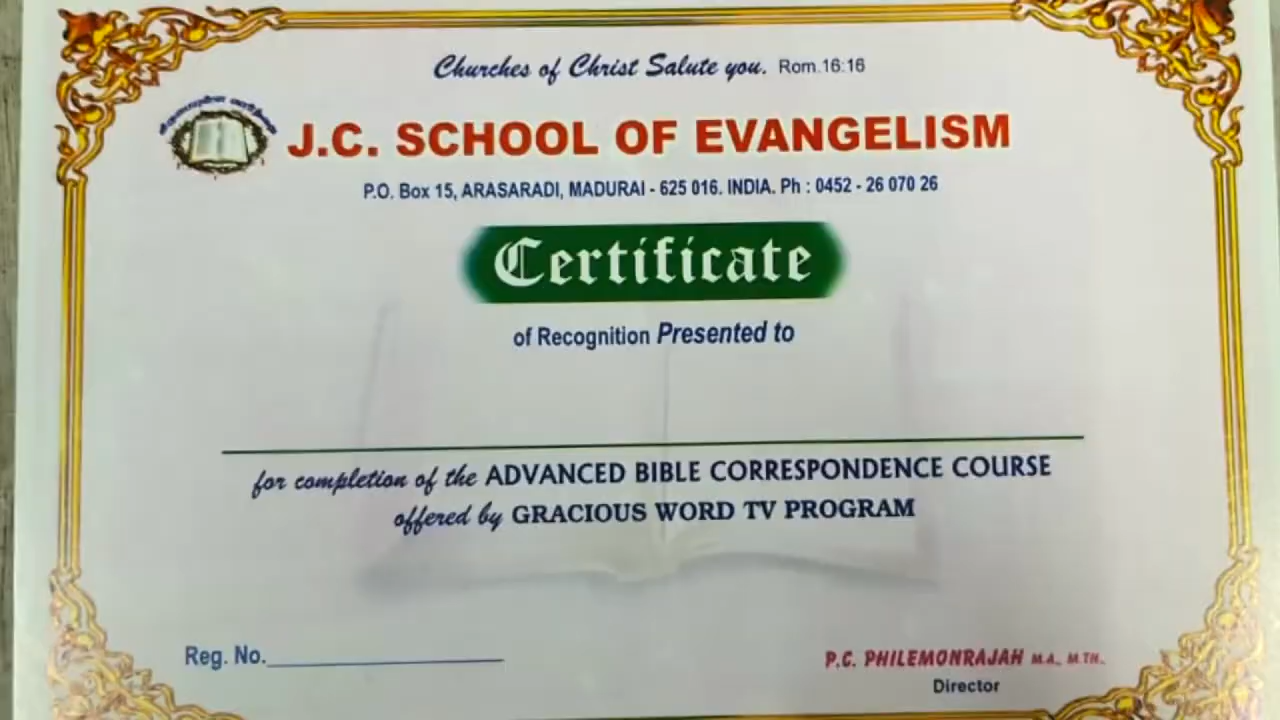 Churches of Christ Salute you. Rom.16:16
J.C. SCHOOL OF EVANGELISM
P.O. Box 15, ARASARADI, MADURAI - 625 016. INDIA. Ph : 0452 - 26 070 26
Certificate
of Recognition Presented to
for completion of the ADVANCED BIBLE CORRESPONDENCE COURSE
offered by GRACIOUS WORD TV PROGRAM
Reg. No.
P.C. PHILEMONRAJAH M.A., M.TH.,
Director